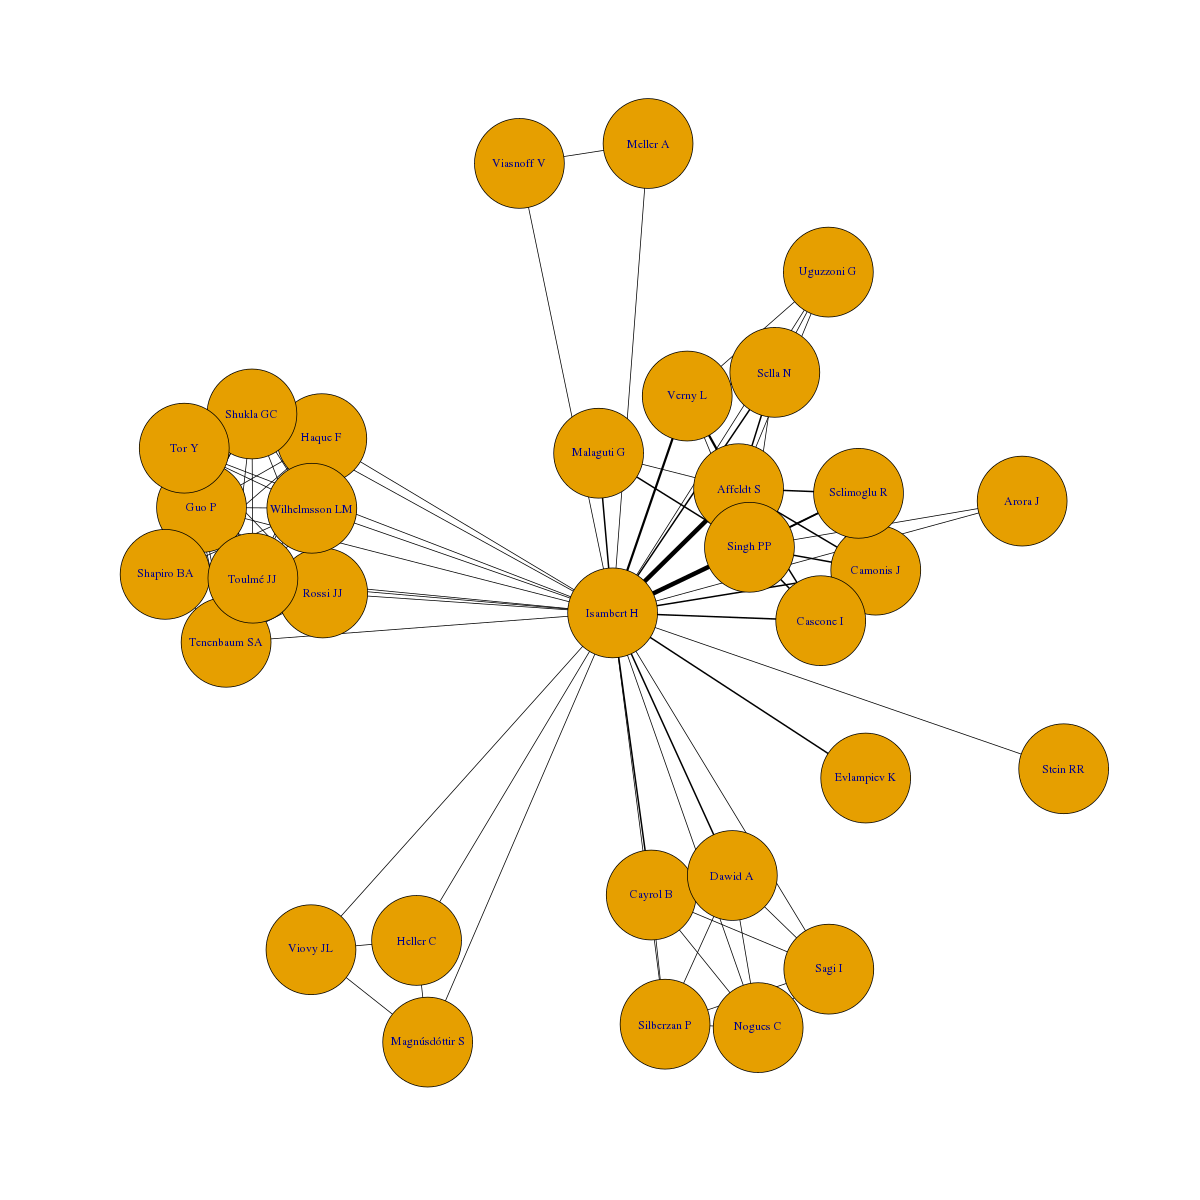 Meller A
Viasnoff V
Uguzzoni G
Sella N
Verny L
Shukla GC
Haque F
Tor Y
Malaguti G
Affeldt S
Selimoglu R
Arora J
Guo P
Wilhelmsson LM
Singh PP
Camonis J
Shapiro BA
Toulmé JJ
Rossi JJ
Isambert H
Cascone I
Tenenbaum SA
Stein RR
Evlampiev K
Dawid A
Cayrol B
Heller C
Viovy JL
Sagi I
Silberzan P
Nogues C
Magnúsdóttir S